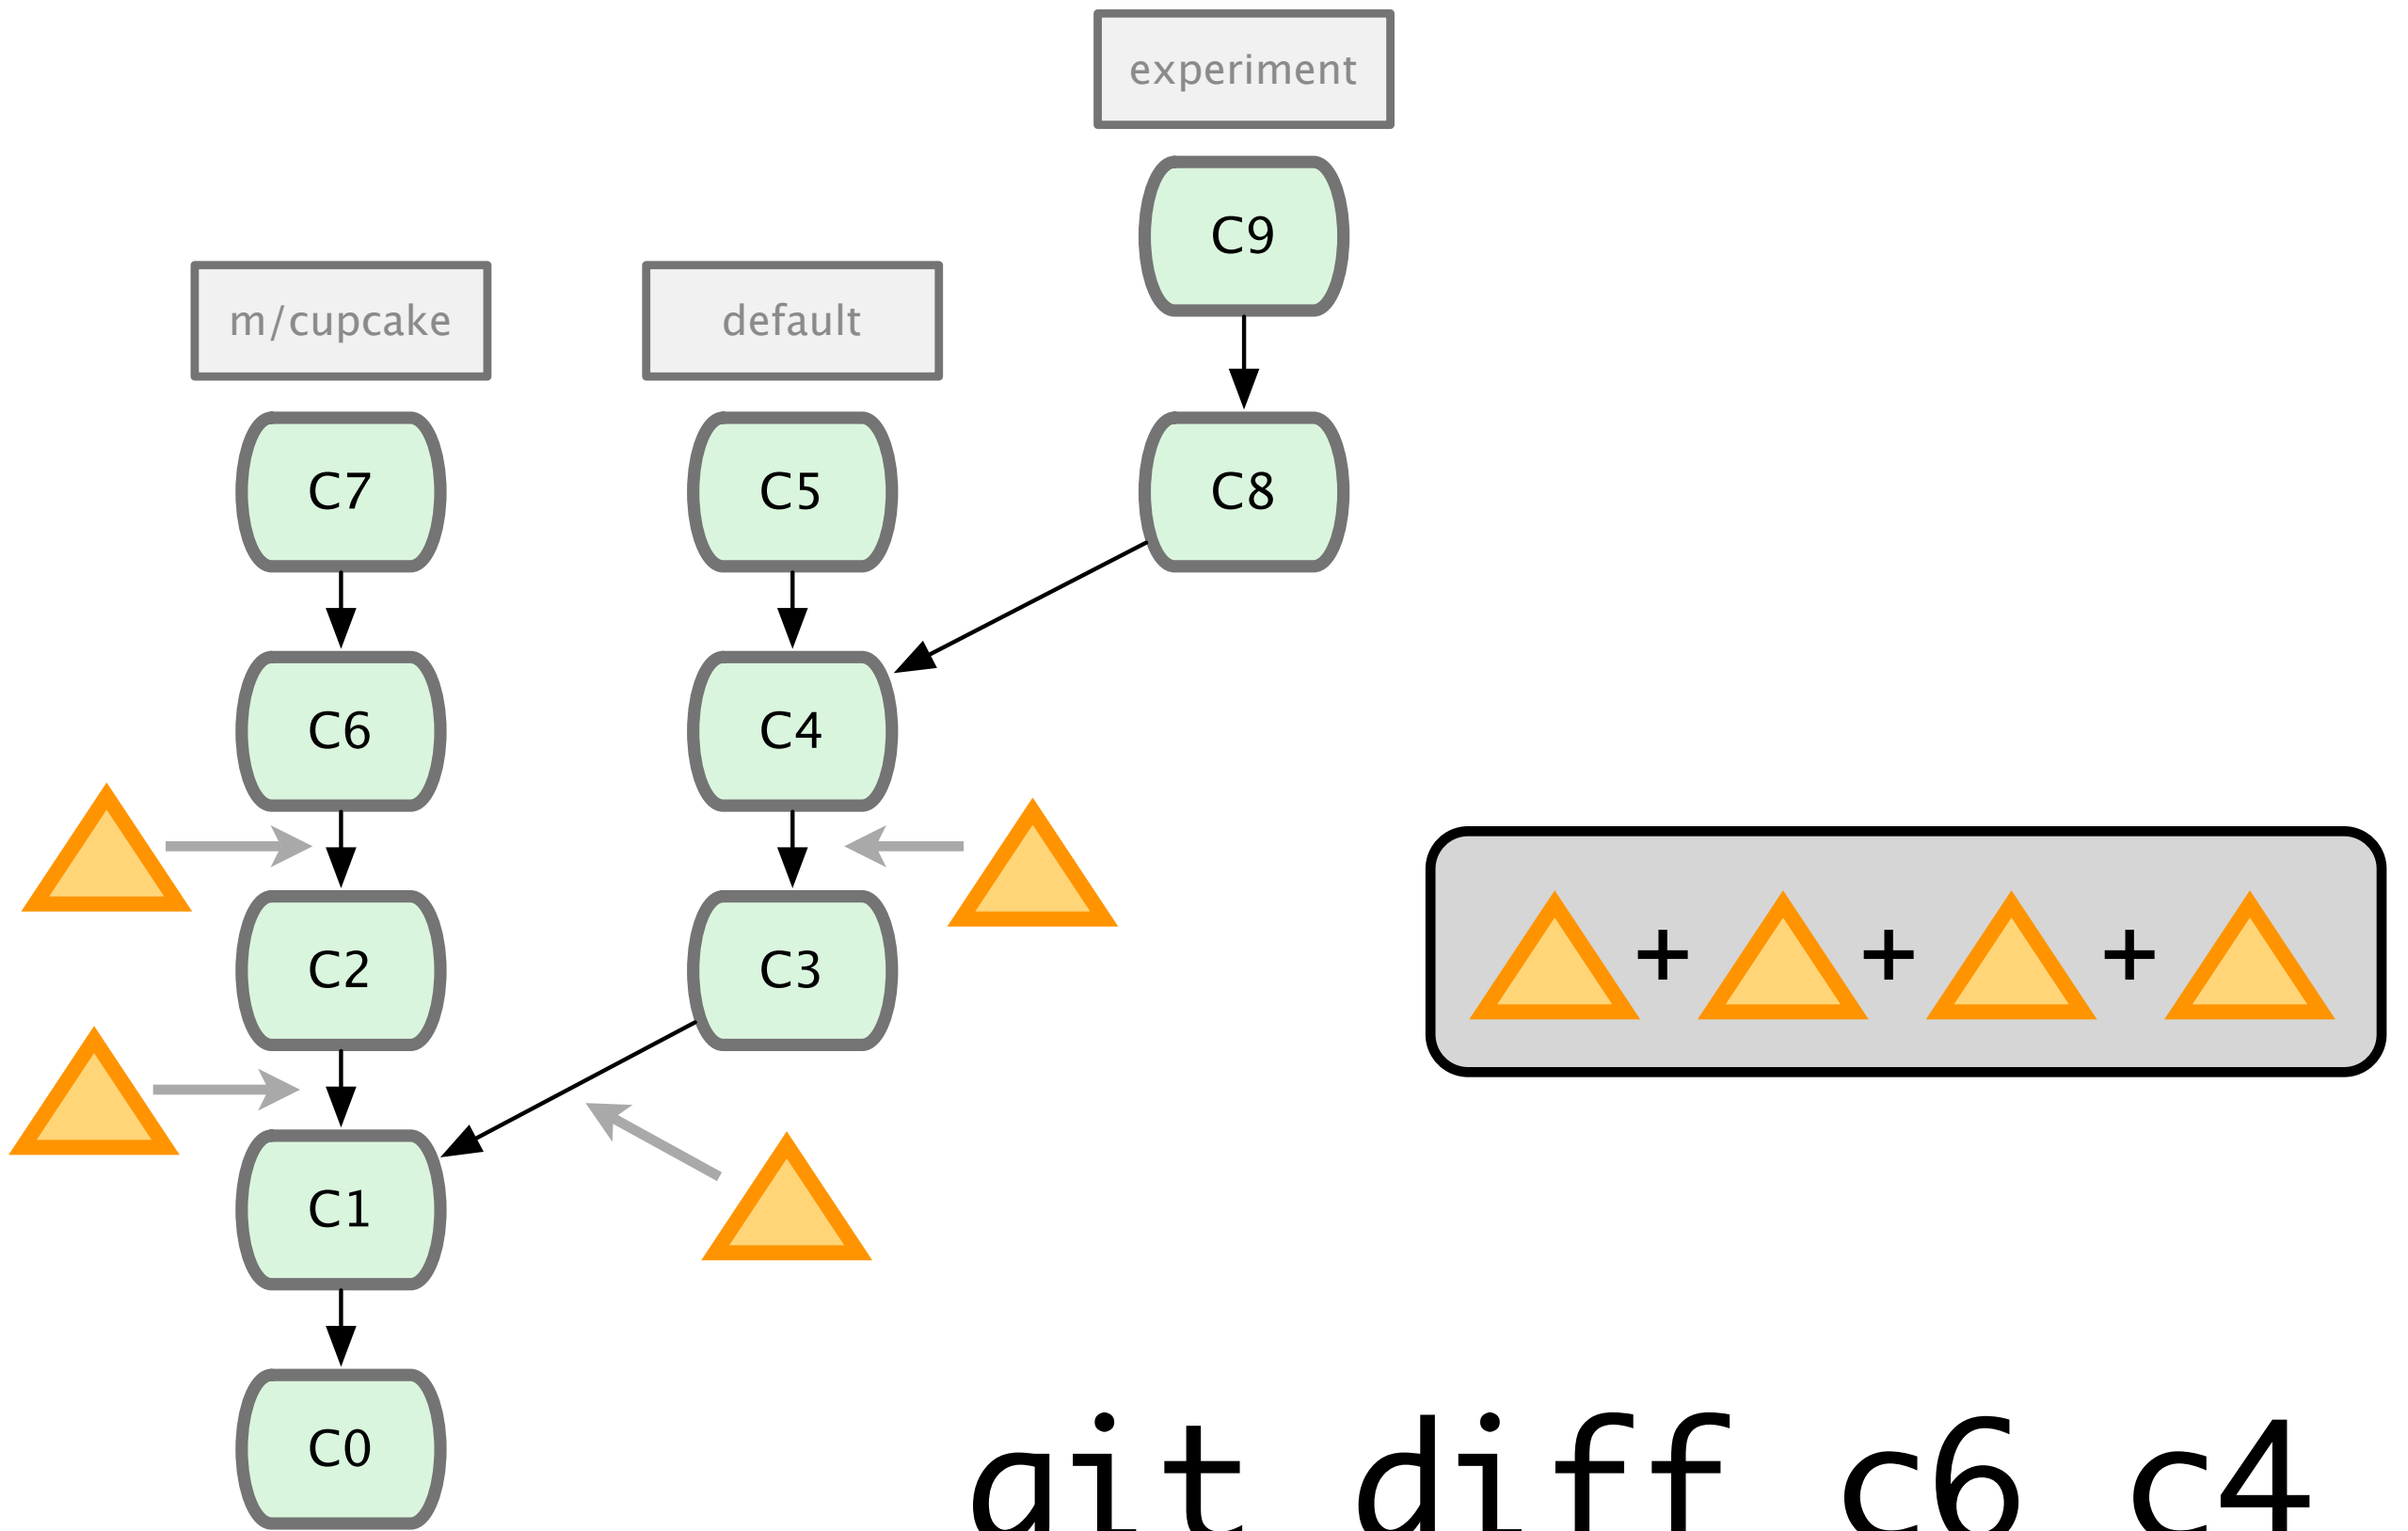 experiment
C9
m/cupcake
default
C7
C5
C8
C6
C4
C2
C3
+ + +
C1
C0
git diff c6 c4